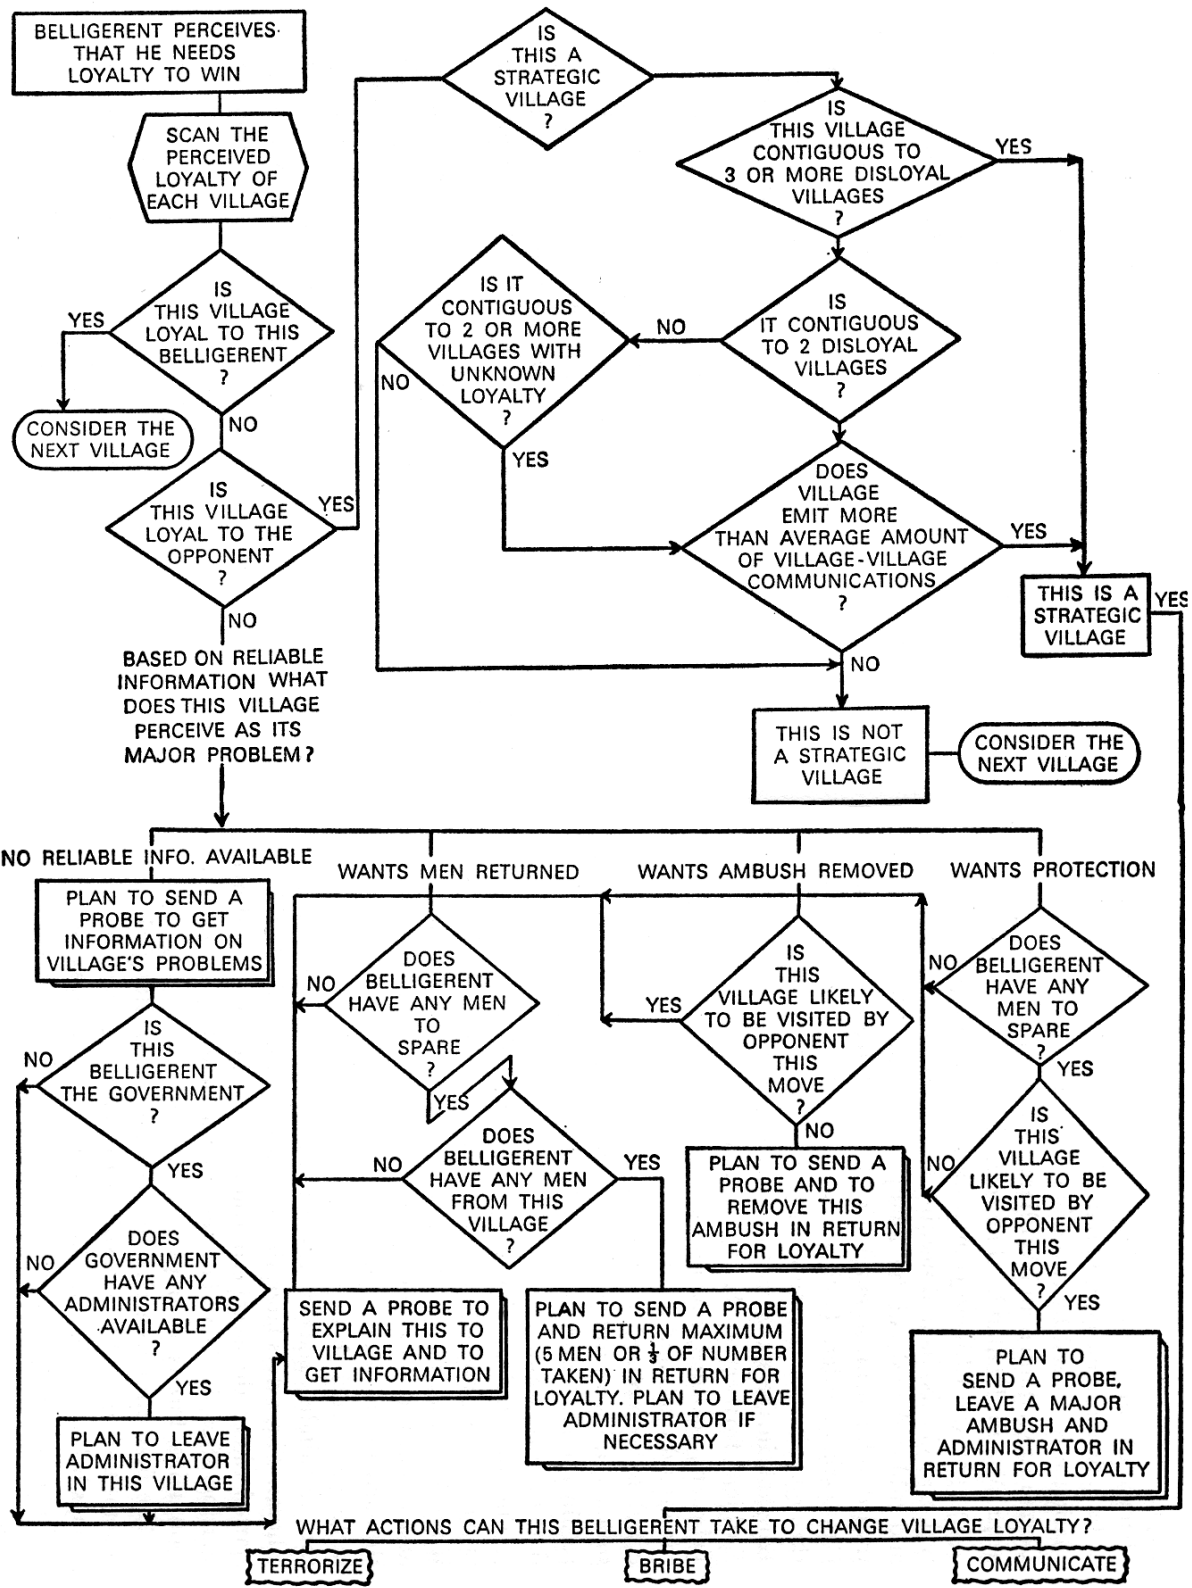 BELLIGERENT PERCEIVES
THAT HE NEEDS
LOYALTY TO WIN
SCAN THE
PERCEIVED
LOYALTY OF
EACH VILLAGE
IS
THIS VILLAGE
LOYAL TO THIS
BELLIGERENT
?
YES
CONSIDER THE
NEXT VILLAGE
NO
IS
THIS VILLAGE
LOYAL TO THE
OPPONENT
?
YES
NO
IS
THIS A
STRATEGIC
VILLAGE
?
IS
THIS VILLAGE
CONTIGUOUS TO
3 OR MORE DISLOYAL
VILLAGES
?
YES
IS
IT CONTIGUOUS
TO 2 DISLOYAL
VILLAGES
?
NO
IS IT
CONTIGUOUS
TO 2 OR MORE
VILLAGES WITH
UNKNOWN
LOYALTY
?
NO
YES
DOES
VILLAGE
EMIT MORE
THAN AVERAGE AMOUNT
OF VILLAGE-VILLAGE
COMMUNICATIONS
?
YES
NO
THIS IS A
STRATEGIC
VILLAGE
YES
THIS IS NOT
A STRATEGIC
VILLAGE
CONSIDER THE
NEXT VILLAGE
BASED ON RELIABLE
INFORMATION WHAT
DOES THIS VILLAGE
PERCEIVE AS ITS
MAJOR PROBLEM?
NO RELIABLE INFO. AVAILABLE
PLAN TO SEND A
PROBE TO GET
INFORMATION ON
VILLAGE'S PROBLEMS
IS
THIS
BELLIGERENT
THE GOVERNMENT
?
NO
YES
DOES
GOVERNMENT
HAVE ANY
ADMINISTRATORS
AVAILABLE
?
NO
YES
PLAN TO LEAVE
ADMINISTRATOR
IN THIS VILLAGE
WANTS MEN RETURNED
DOES
BELLIGERENT
HAVE ANY MEN
TO
SPARE
?
NO
YES
DOES
BELLIGERENT
HAVE ANY MEN
FROM THIS
VILLAGE
?
NO
YES
SEND A PROBE TO
EXPLAIN THIS TO
VILLAGE AND TO
GET INFORMATION
PLAN TO SEND A PROBE
AND RETURN MAXIMUM
(5 MEN OR ⅓ OF NUMBER
TAKEN) IN RETURN FOR
LOYALTY. PLAN TO LEAVE
ADMINISTRATOR IF
NECESSARY
WANTS AMBUSH REMOVED
IS
THIS
VILLAGE LIKELY
TO BE VISITED BY
OPPONENT
THIS
MOVE
?
YES
NO
PLAN TO SEND A
PROBE AND TO
REMOVE THIS
AMBUSH IN RETURN
FOR LOYALTY
WANTS PROTECTION
DOES
BELLIGERENT
HAVE ANY
MEN TO
SPARE
?
NO
YES
IS
THIS
VILLAGE
LIKELY TO BE
VISITED BY
OPPONENT
THIS
MOVE
?
NO
YES
PLAN TO
SEND A PROBE,
LEAVE A MAJOR
AMBUSH AND
ADMINISTRATOR IN
RETURN FOR LOYALTY
WHAT ACTIONS CAN THIS BELLIGERENT TAKE TO CHANGE VILLAGE LOYALTY?
TERRORIZE
BRIBE
COMMUNICATE